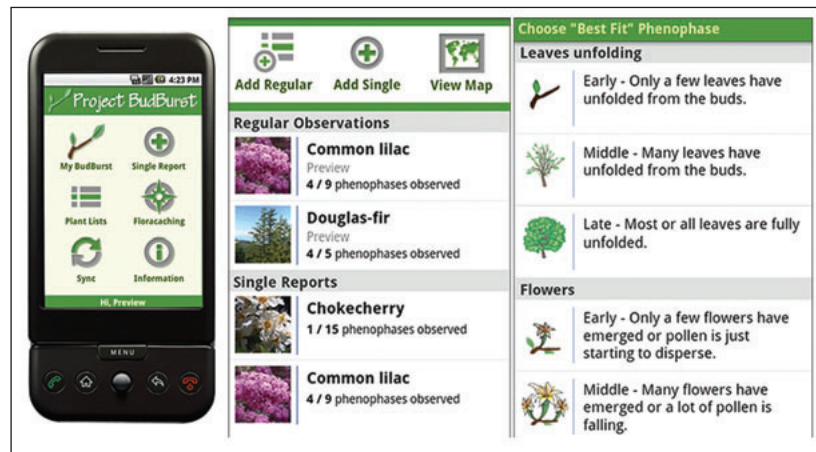 4:23 PM
Project BudBurst
My BudBurst
Single Report
Plant Lists
Floracaching
Sync
Information
Hi, Preview
MENU
Add Regular
Add Single
View Map
Regular Observations
Common lilac
Preview
4 / 9 phenophases observed
Douglas-fir
Preview
4 / 5 phenophases observed
Single Reports
Chokecherry
1 / 15 phenophases observed
Common lilac
4 / 9 phenophases observed
Choose "Best Fit" Phenophase
Leaves unfolding
Early - Only a few leaves have
unfolded from the buds.
Middle - Many leaves have
unfolded from the buds.
Late - Most or all leaves are fully
unfolded.
Flowers
Early - Only a few flowers have
emerged or pollen is just
starting to disperse.
Middle - Many flowers have
emerged or a lot of pollen is
falling.